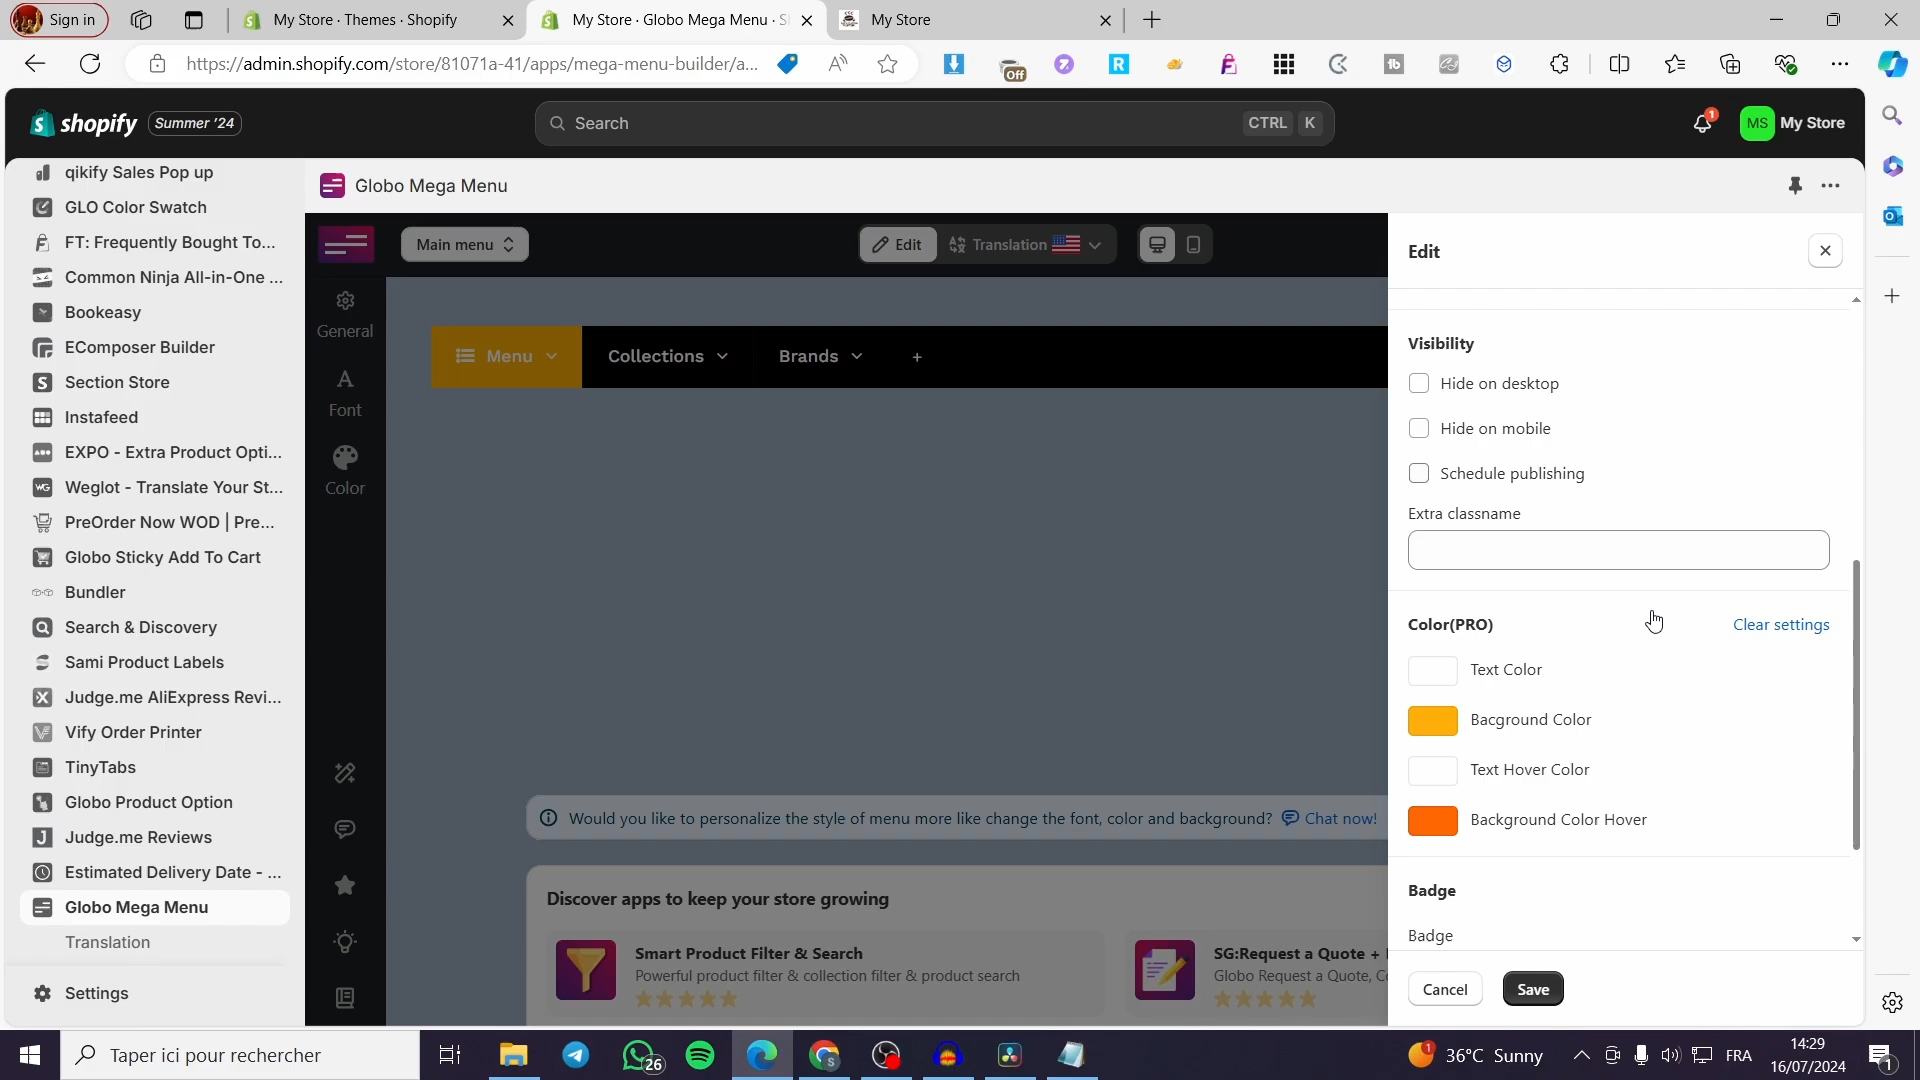 Sign in
My Store · Themes · Shopify
My Store · Globo Mega Menu · S
My Store
https://admin.shopify.com/store/81071a-41/apps/mega-menu-builder/a...
Off
shopify
Summer '24
Search
CTRL K
1
MS
My Store
qikify Sales Pop up
GLO Color Swatch
FT: Frequently Bought To...
Common Ninja All-in-One ...
Bookeasy
EComposer Builder
Section Store
Instafeed
EXPO - Extra Product Opti...
Weglot - Translate Your St...
PreOrder Now WOD | Pre...
Globo Sticky Add To Cart
Bundler
Search & Discovery
Sami Product Labels
Judge.me AliExpress Revi...
Vify Order Printer
TinyTabs
Globo Product Option
Judge.me Reviews
Estimated Delivery Date - ...
Globo Mega Menu
Translation
Settings
Globo Mega Menu
Main menu
Edit
Translation
General
Font
Color
Menu
Collections
Brands
+
Would you like to personalize the style of menu more like change the font, color and background?
Chat now!
Discover apps to keep your store growing
Smart Product Filter & Search
Powerful product filter & collection filter & product search
SG:Request a Quote +
Globo Request a Quote, C
Edit
Visibility
Hide on desktop
Hide on mobile
Schedule publishing
Extra classname
Color(PRO)
Clear settings
Text Color
Bacground Color
Text Hover Color
Background Color Hover
Badge
Badge
Cancel
Save
Taper ici pour rechercher
26
1
36°C Sunny
FRA
14:29
16/07/2024
1